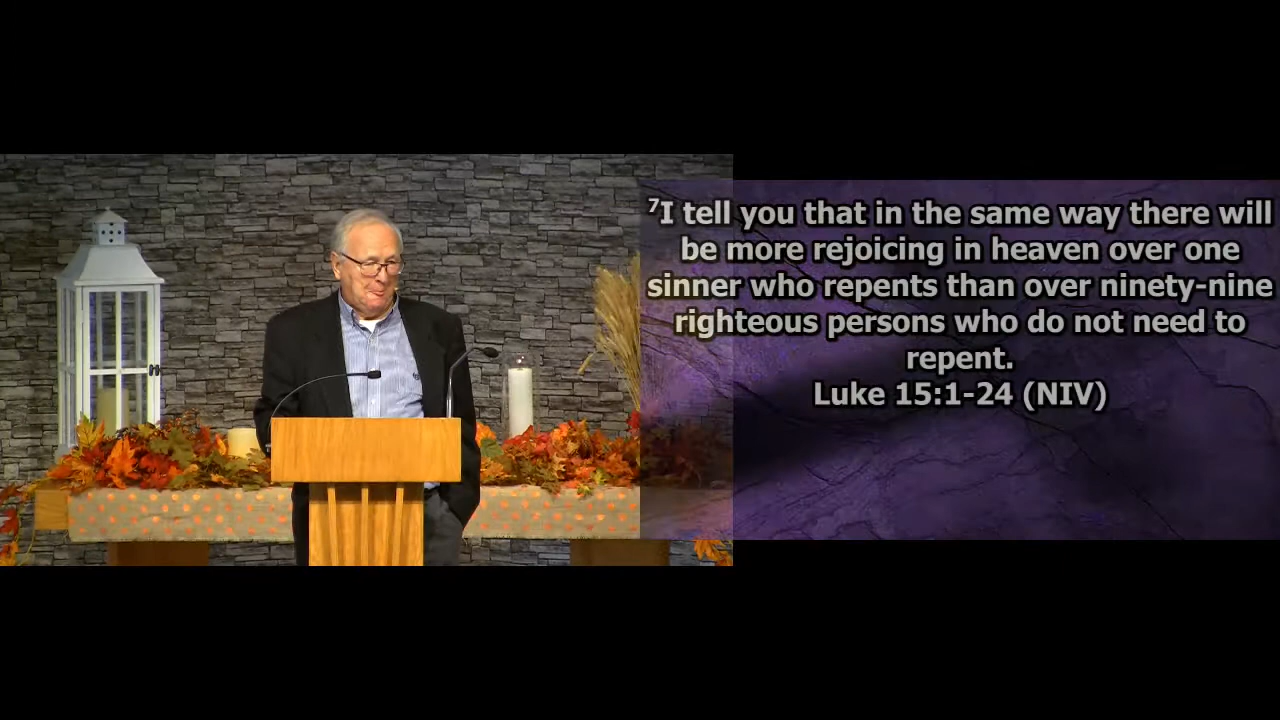 ⁷I tell you that in the same way there will
be more rejoicing in heaven over one
sinner who repents than over ninety-nine
righteous persons who do not need to
repent.
Luke 15:1-24 (NIV)